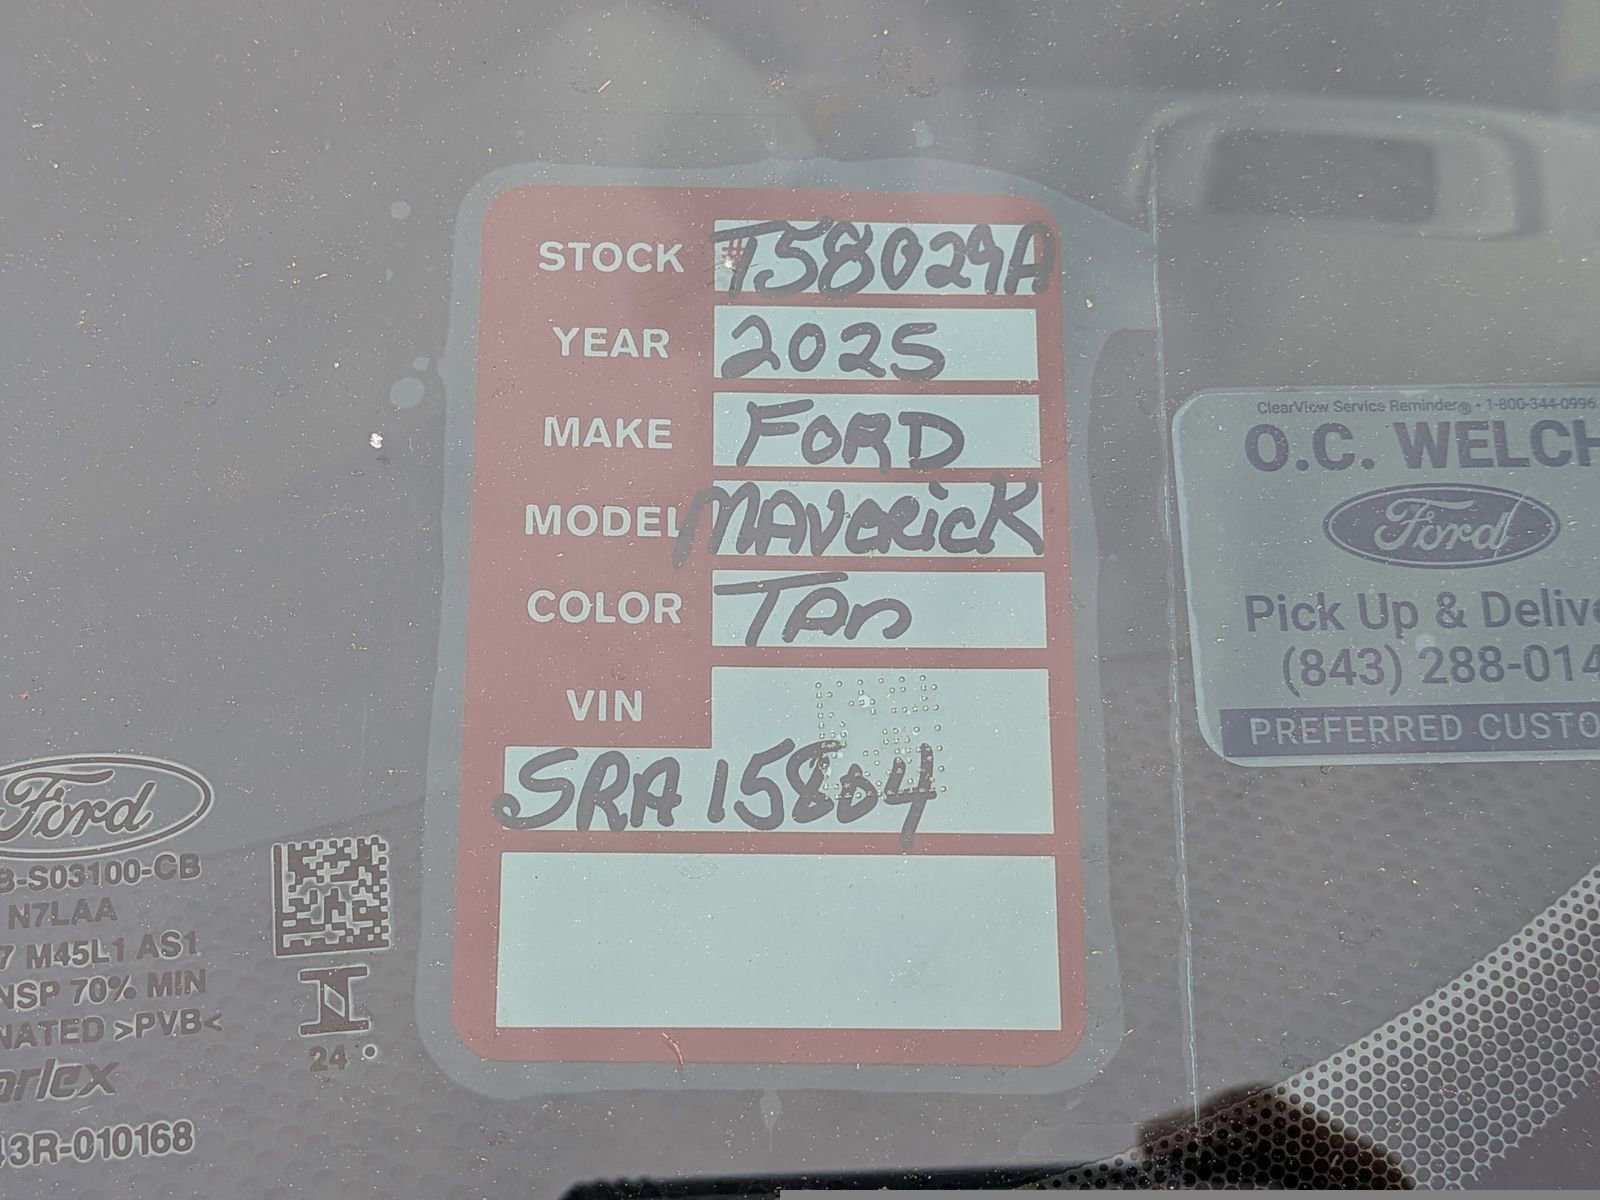 STOCK #T58029A
YEAR 2025
MAKE FORD
MODEL MAVERICK
COLOR TAN
VIN
SRA15804
ClearView Service Reminder® • 1-800-344-0996
O.C. WELCH
Ford
Pick Up & Delive
(843) 288-014
PREFERRED CUSTO
Ford
B-S03100-CB
N7LAA
7 M45L1 AS1
NSP 70% MIN
NATED >PVB<
24
arlex
43R-010168